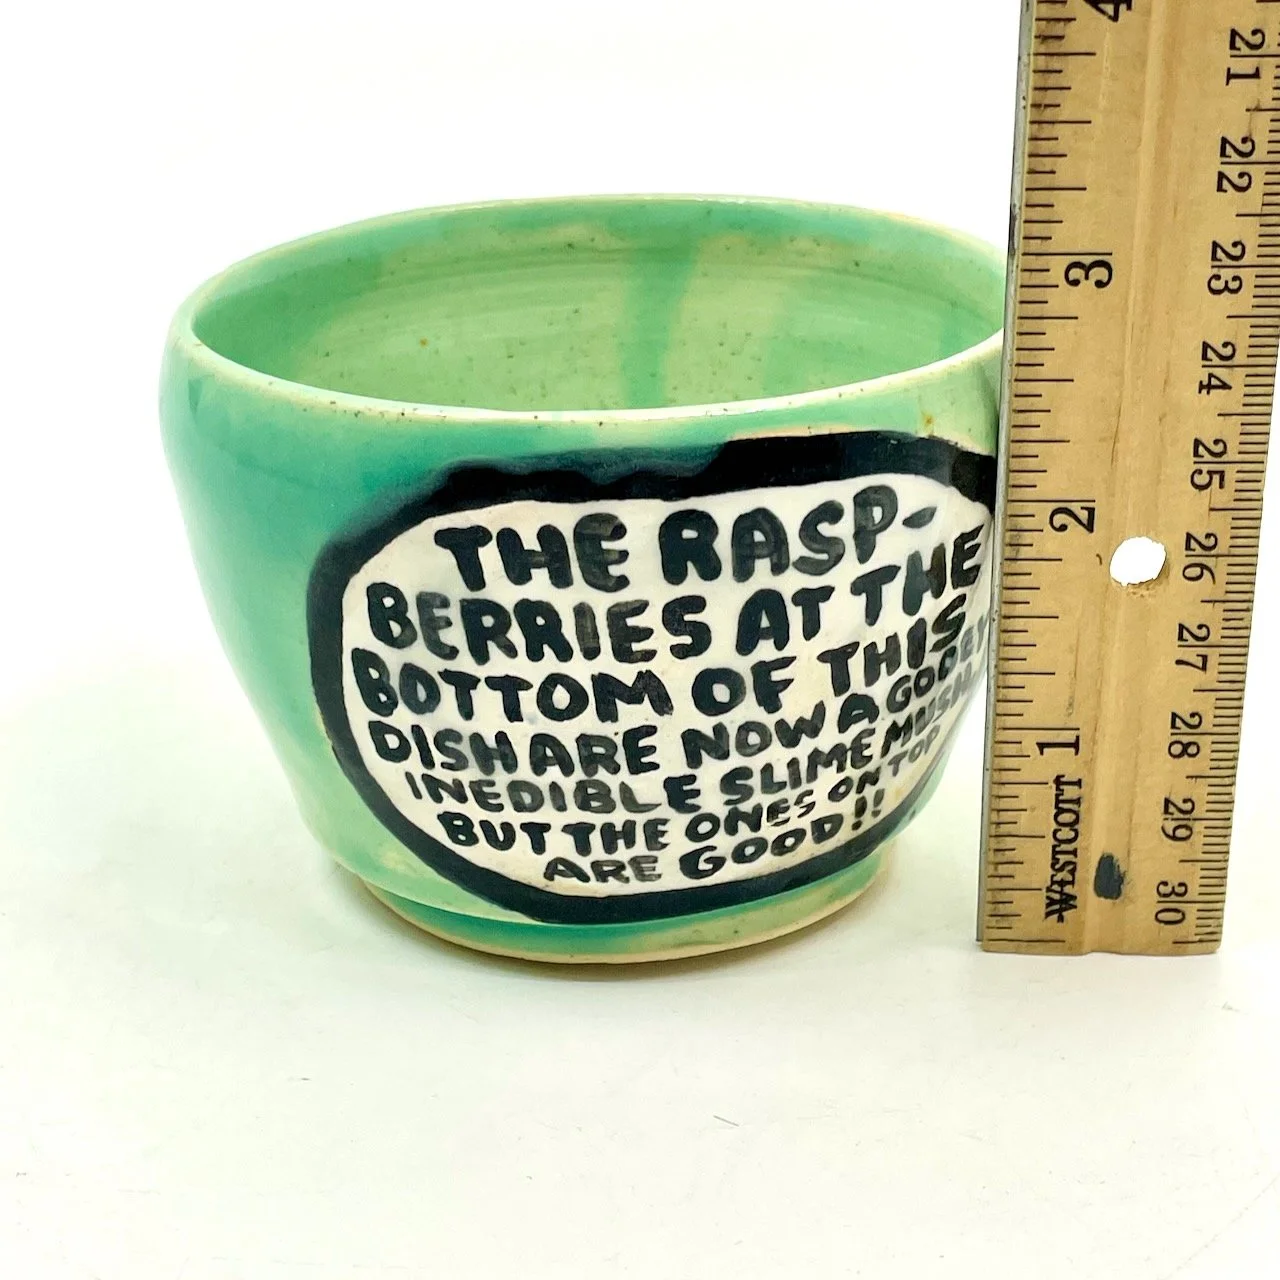 THE RASP-
BERRIES AT THE
BOTTOM OF THIS
DISH ARE NOW A GOOEY
INEDIBLE SLIME MUSH
BUT THE ONES ON TOP
ARE GOOD!!
4
3
2
1
WESTCOTT
21
22
23
24
25
26
27
28
29
30